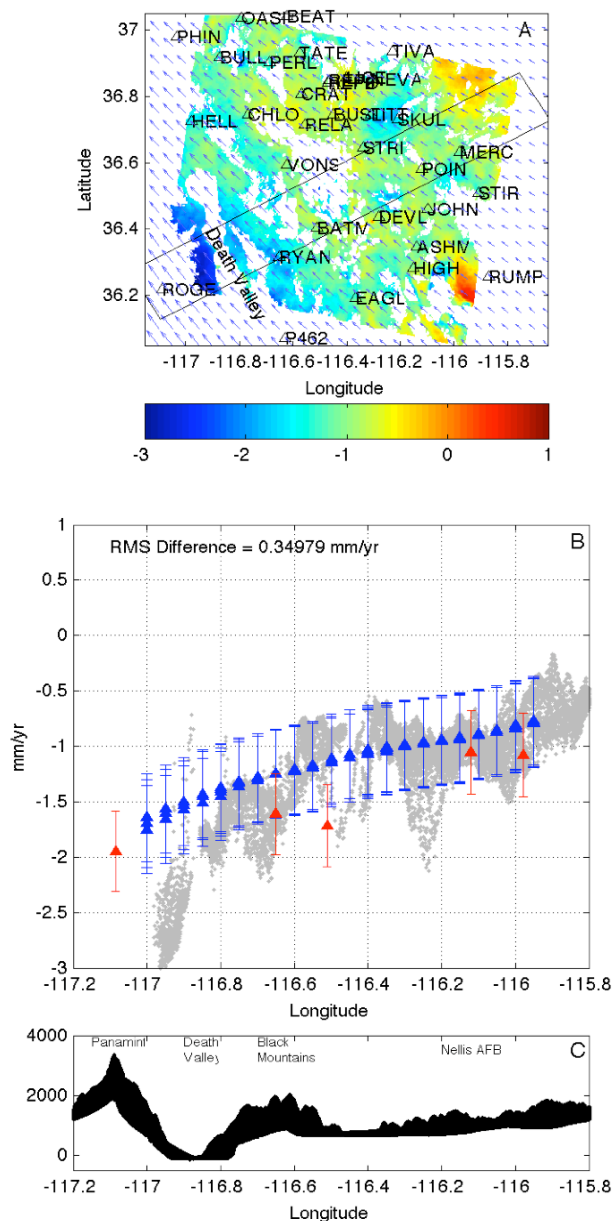 A
OASI BEAT
PHIN
BULL PERL TATE TIVA
CRAT
HELL CHLO RELA BUST LITT SKUL
VONS STRI MERC
POIN
STIR
BATM DEVL JOHN
RYAN ASHM
HIGH RUMP
ROGE EAGL
Death Valley
P462
37
36.8
36.6
36.4
36.2
Latitude
-117 -116.8 -116.6 -116.4 -116.2 -116 -115.8
Longitude
-3 -2 -1 0 1
RMS Difference = 0.34979 mm/yr
B
1
0.5
0
-0.5
-1
-1.5
-2
-2.5
-3
mm/yr
-117.2 -117 -116.8 -116.6 -116.4 -116.2 -116 -115.8
Longitude
C
Panamint
Death Valley
Black Mountains
Nellis AFB
4000
2000
0
-117.2 -117 -116.8 -116.6 -116.4 -116.2 -116 -115.8
Longitude